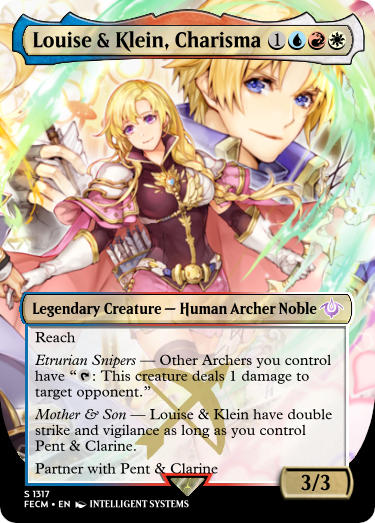 Louise & Klein, Charisma 1
Legendary Creature — Human Archer Noble
Reach
Etrurian Snipers — Other Archers you control
have “: This creature deals 1 damage to
target opponent.”
Mother & Son — Louise & Klein have double
strike and vigilance as long as you control
Pent & Clarine.
Partner with Pent & Clarine
3/3
S 1317
FECM • EN INTELLIGENT SYSTEMS